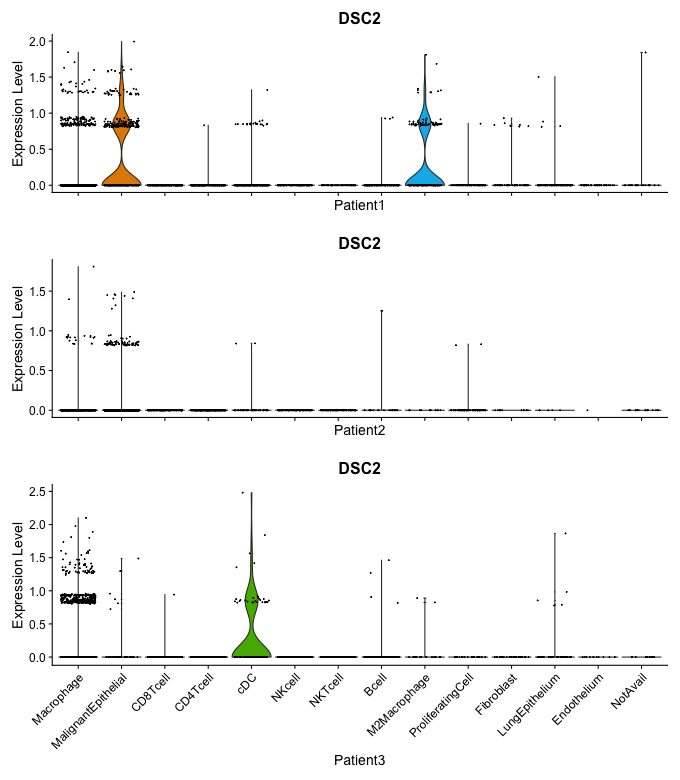 DSC2
Expression Level
2.0
1.5
1.0
0.5
0.0
Patient1
DSC2
Expression Level
1.5
1.0
0.5
0.0
Patient2
DSC2
Expression Level
2.5
2.0
1.5
1.0
0.5
0.0
Macrophage
MalignantEpithelial
CD8Tcell
CD4Tcell
cDC
NKcell
NKTcell
Bcell
M2Macrophage
ProliferatingCell
Fibroblast
LungEpithelium
Endothelium
NotAvail
Patient3